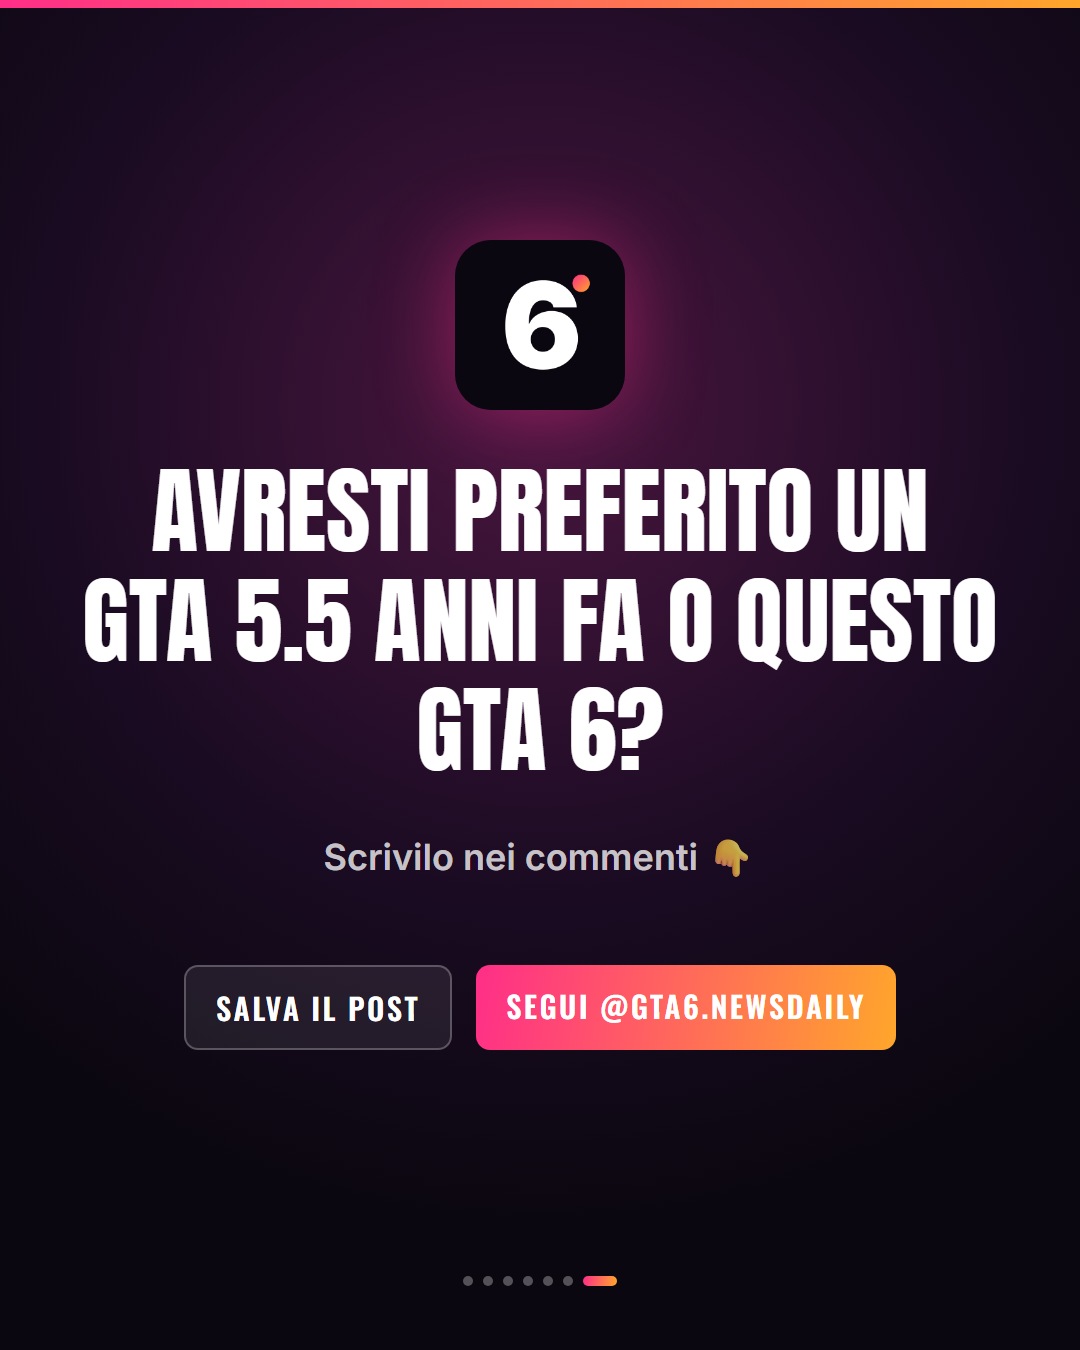 6
AVRESTI PREFERITO UN
GTA 5.5 ANNI FA O QUESTO
GTA 6?
Scrivilo nei commenti 👇
SALVA IL POST
SEGUI @GTA6.NEWSDAILY